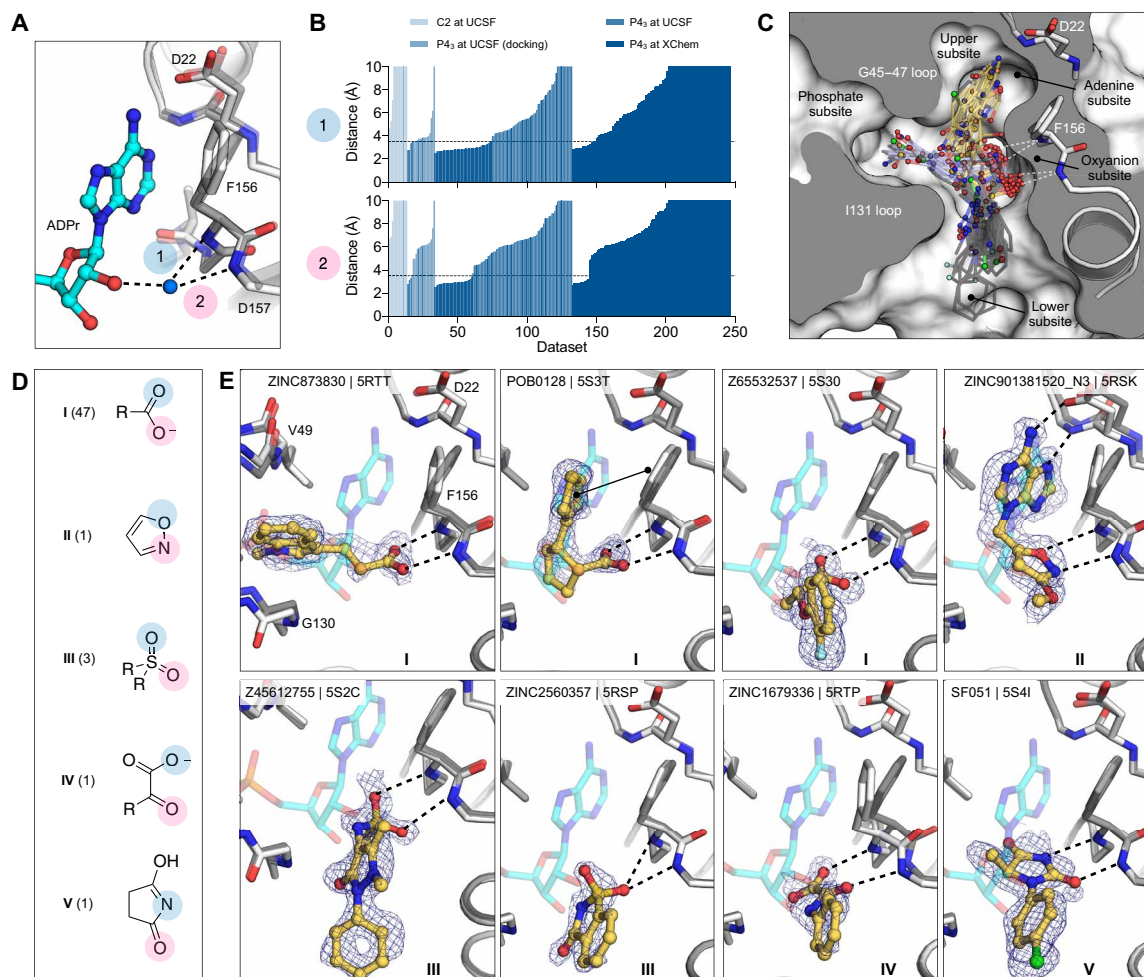 A
D22
ADPr
F156
1
2
D157
B
C2 at UCSF
P4₃ at UCSF
P4₃ at UCSF (docking)
P4₃ at XChem
1
Distance (Å)
10
8
6
4
2
0
2
Distance (Å)
10
8
6
4
2
0
0
50
100
150
200
250
Dataset
C
D22
Upper
subsite
G45–47 loop
Adenine
subsite
Phosphate
subsite
F156
Oxyanion
subsite
I131 loop
Lower
subsite
D
I (47)
R
O
O−
II (1)
O
N
III (3)
O
S
O
R
R
IV (1)
O
O−
R
O
V (1)
OH
N
O
E
ZINC873830 | 5RTT
D22
V49
F156
G130
I
POB0128 | 5S3T
I
Z65532537 | 5S30
I
ZINC901381520_N3 | 5RSK
II
Z45612755 | 5S2C
III
ZINC2560357 | 5RSP
III
ZINC1679336 | 5RTP
IV
SF051 | 5S4I
V